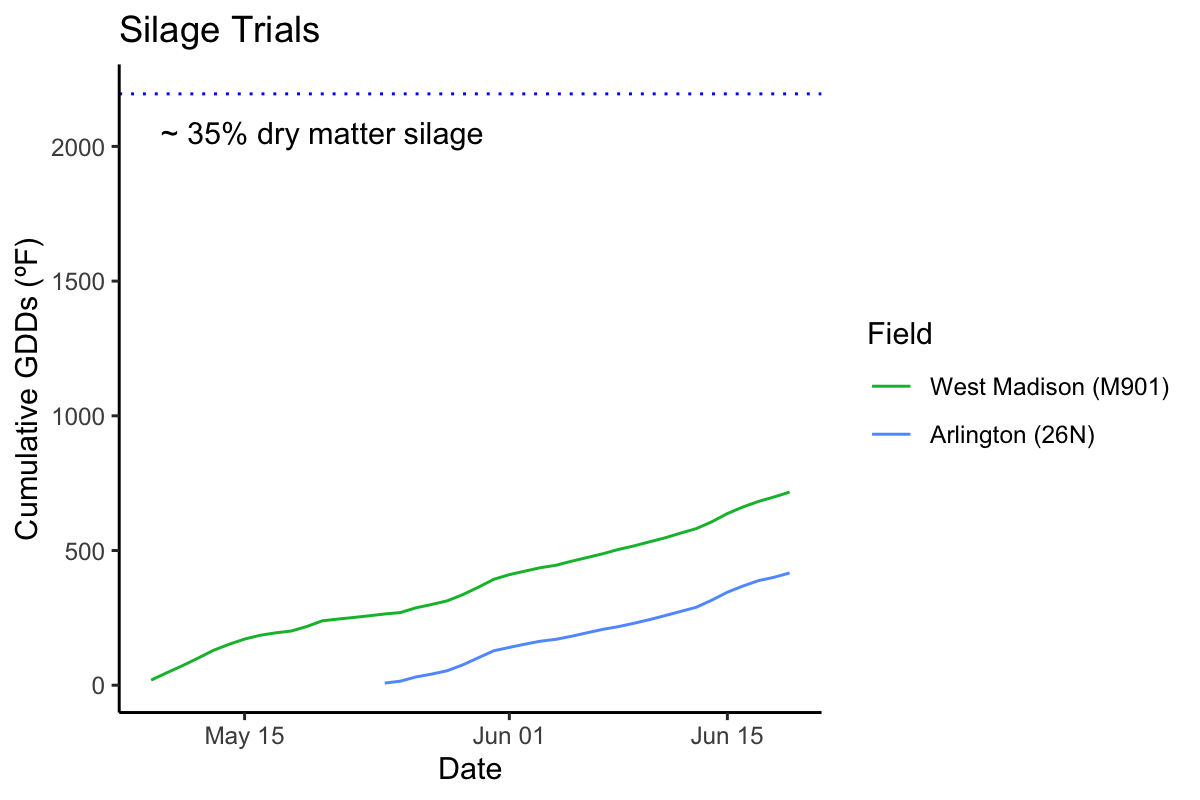 Silage Trials
~ 35% dry matter silage
2000
1500
1000
500
0
Cumulative GDDs (ºF)
May 15
Jun 01
Jun 15
Date
Field
West Madison (M901)
Arlington (26N)